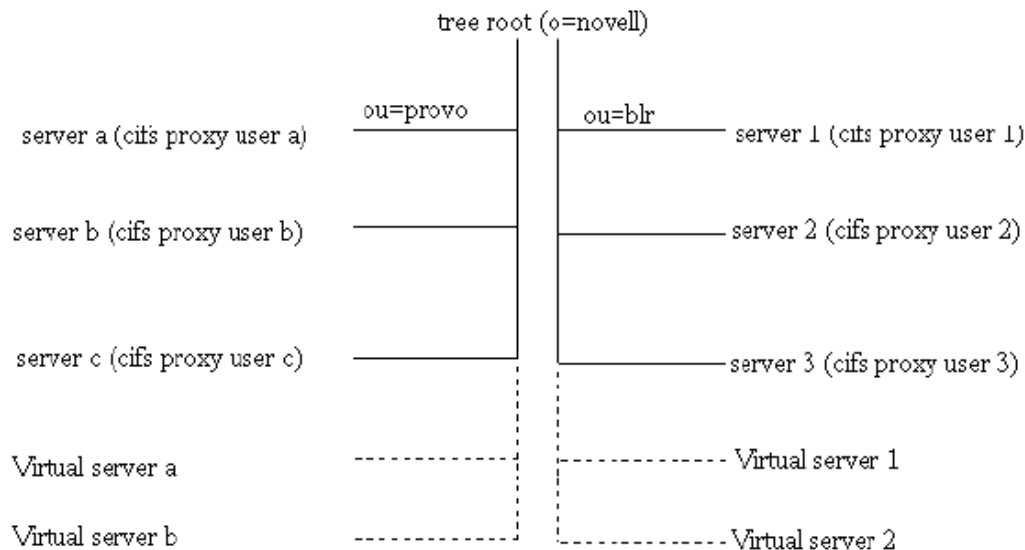 tree root (o=novell)
ou=provo
ou=blr
server a (cifs proxy user a)
server 1 (cifs proxy user 1)
server b (cifs proxy user b)
server 2 (cifs proxy user 2)
server c (cifs proxy user c)
server 3 (cifs proxy user 3)
Virtual server a
Virtual server 1
Virtual server b
Virtual server 2